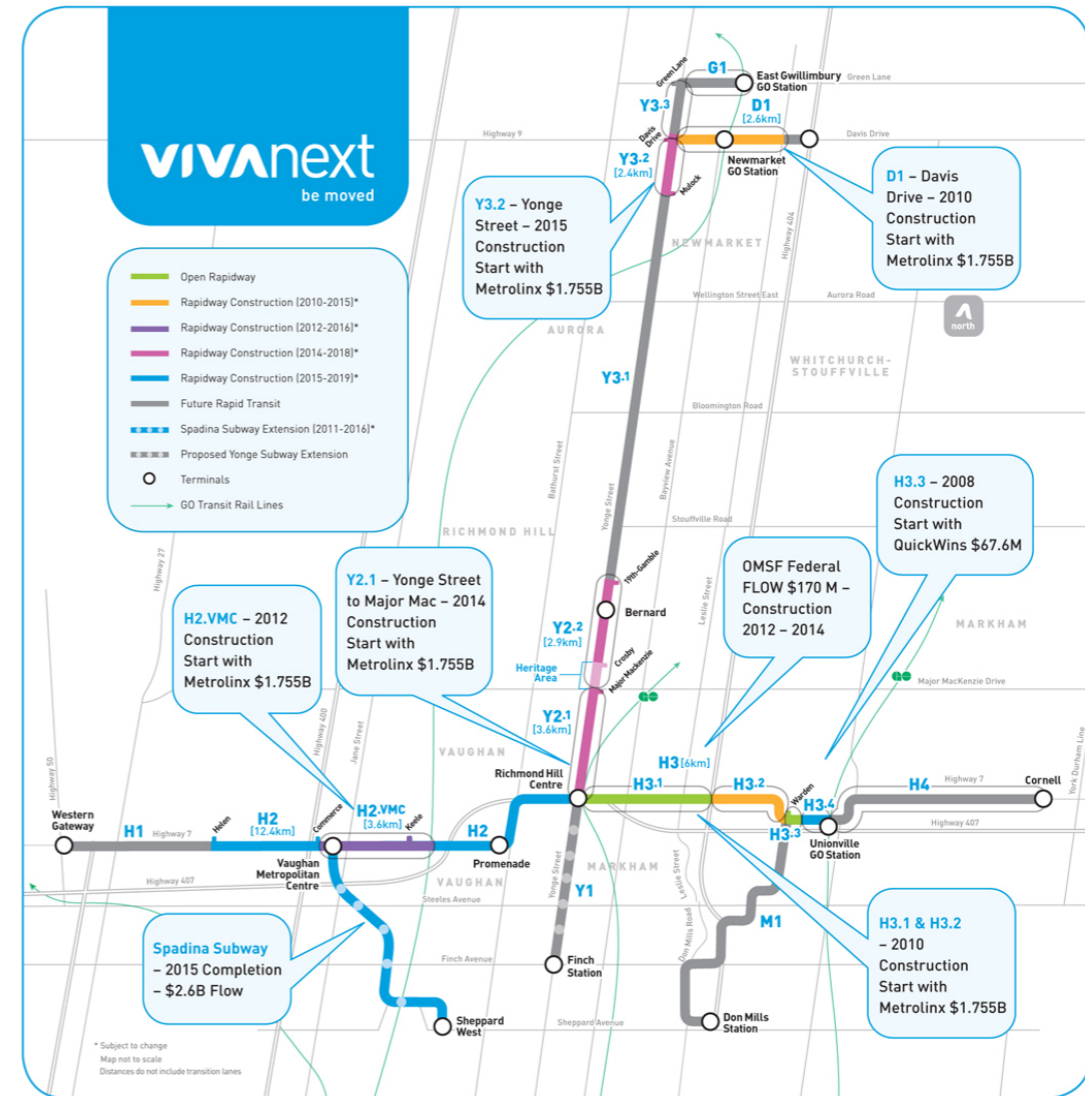 VIVAnext
be moved
Open Rapidway
Rapidway Construction (2010-2015)*
Rapidway Construction (2012-2016)*
Rapidway Construction (2014-2018)*
Rapidway Construction (2015-2019)*
Future Rapid Transit
Spadina Subway Extension (2011-2016)*
Proposed Yonge Subway Extension
Terminals
GO Transit Rail Lines
Green Lane
G1
East Gwillimbury
GO Station
Green Lane
Y3.3
D1
[2.6km]
Highway 9
Davis
Drive
Davis Drive
Y3.2
[2.4km]
Newmarket
GO Station
Mulock
Highway 404
Y3.2 – Yonge
Street – 2015
Construction
Start with
Metrolinx $1.755B
D1 – Davis
Drive – 2010
Construction
Start with
Metrolinx $1.755B
NEWMARKET
Wellington Street East
Aurora Road
north
AURORA
WHITCHURCH-
STOUFFVILLE
Y3.1
Bloomington Road
Bathurst Street
Yonge Street
Bayview Avenue
Stouffville Road
RICHMOND HILL
Highway 27
Leslie Street
H3.3 – 2008
Construction
Start with
QuickWins $67.6M
19th-Gamble
Bernard
Y2.2
[2.9km]
Crosby
Heritage
Area
Major Mackenzie
OMSF Federal
FLOW $170 M –
Construction
2012 – 2014
MARKHAM
Major MacKenzie Drive
Y2.1 – Yonge Street
to Major Mac – 2014
Construction
Start with
Metrolinx $1.755B
H2.VMC – 2012
Construction
Start with
Metrolinx $1.755B
Y2.1
[3.6km]
Highway 50
Highway 400
Jane Street
VAUGHAN
Richmond Hill
Centre
H3 [6km]
H3.1
H3.2
Warden
H3.4
H4
Highway 7
Cornell
York Durham Line
Highway 407
Western
Gateway
H1
Highway 7
Helen
H2
[12.4km]
Commerce
H2.VMC
[3.6km]
Keele
H2
H3.3
Unionville
GO Station
Vaughan
Metropolitan
Centre
Promenade
MARKHAM
Highway 407
VAUGHAN
Steeles Avenue
Yonge Street
Y1
Leslie Street
Don Mills Road
M1
H3.1 & H3.2
– 2010
Construction
Start with
Metrolinx $1.755B
Spadina Subway
– 2015 Completion
– $2.6B Flow
Finch Avenue
Finch
Station
Sheppard
West
Sheppard Avenue
Don Mills
Station
* Subject to change
Map not to scale
Distances do not include transition lanes